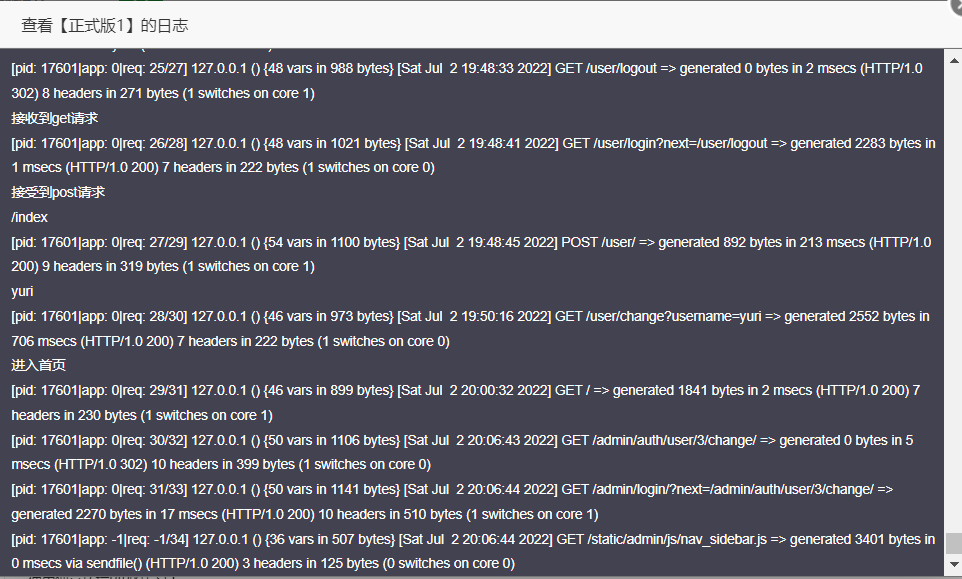 查看【正式版1】的日志
[pid: 17601|app: 0|req: 25/27] 127.0.0.1 () {48 vars in 988 bytes} [Sat Jul  2 19:48:33 2022] GET /user/logout => generated 0 bytes in 2 msecs (HTTP/1.0
302) 8 headers in 271 bytes (1 switches on core 1)
接收到get请求
[pid: 17601|app: 0|req: 26/28] 127.0.0.1 () {48 vars in 1021 bytes} [Sat Jul  2 19:48:41 2022] GET /user/login?next=/user/logout => generated 2283 bytes in
1 msecs (HTTP/1.0 200) 7 headers in 222 bytes (1 switches on core 0)
接受到post请求
/index
[pid: 17601|app: 0|req: 27/29] 127.0.0.1 () {54 vars in 1100 bytes} [Sat Jul  2 19:48:45 2022] POST /user/ => generated 892 bytes in 213 msecs (HTTP/1.0
200) 9 headers in 319 bytes (1 switches on core 1)
yuri
[pid: 17601|app: 0|req: 28/30] 127.0.0.1 () {46 vars in 973 bytes} [Sat Jul  2 19:50:16 2022] GET /user/change?username=yuri => generated 2552 bytes in
706 msecs (HTTP/1.0 200) 7 headers in 222 bytes (1 switches on core 0)
进入首页
[pid: 17601|app: 0|req: 29/31] 127.0.0.1 () {46 vars in 899 bytes} [Sat Jul  2 20:00:32 2022] GET / => generated 1841 bytes in 2 msecs (HTTP/1.0 200) 7
headers in 230 bytes (1 switches on core 1)
[pid: 17601|app: 0|req: 30/32] 127.0.0.1 () {50 vars in 1106 bytes} [Sat Jul  2 20:06:43 2022] GET /admin/auth/user/3/change/ => generated 0 bytes in 5
msecs (HTTP/1.0 302) 10 headers in 399 bytes (1 switches on core 0)
[pid: 17601|app: 0|req: 31/33] 127.0.0.1 () {50 vars in 1141 bytes} [Sat Jul  2 20:06:44 2022] GET /admin/login/?next=/admin/auth/user/3/change/ =>
generated 2270 bytes in 17 msecs (HTTP/1.0 200) 10 headers in 510 bytes (1 switches on core 1)
[pid: 17601|app: -1|req: -1/34] 127.0.0.1 () {36 vars in 507 bytes} [Sat Jul  2 20:06:44 2022] GET /static/admin/js/nav_sidebar.js => generated 3401 bytes in
0 msecs via sendfile() (HTTP/1.0 200) 3 headers in 125 bytes (0 switches on core 0)